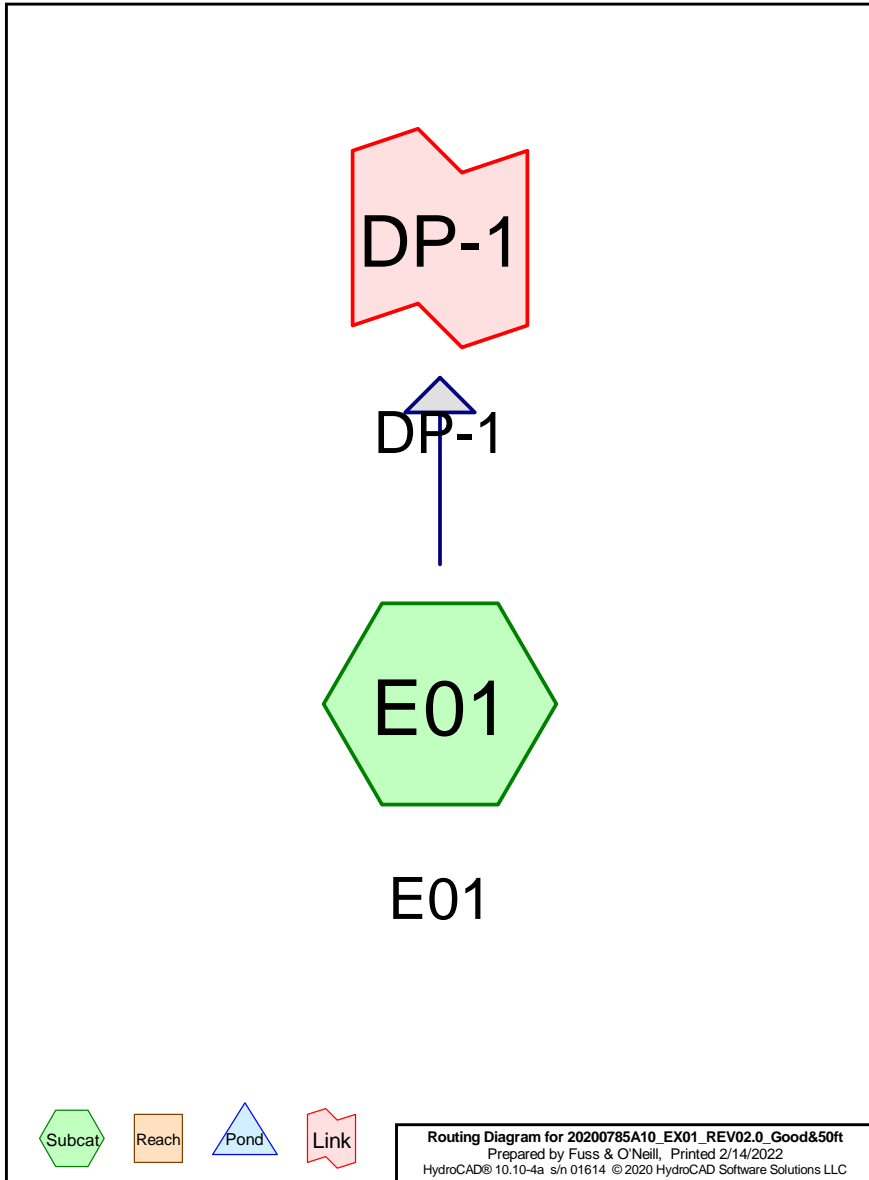 DP-1
DP-1
E01
E01
Subcat Reach Pond Link
Routing Diagram for 20200785A10_EX01_REV02.0_Good&50ft
Prepared by Fuss & O'Neill, Printed 2/14/2022
HydroCAD® 10.10-4a s/n 01614 © 2020 HydroCAD Software Solutions LLC